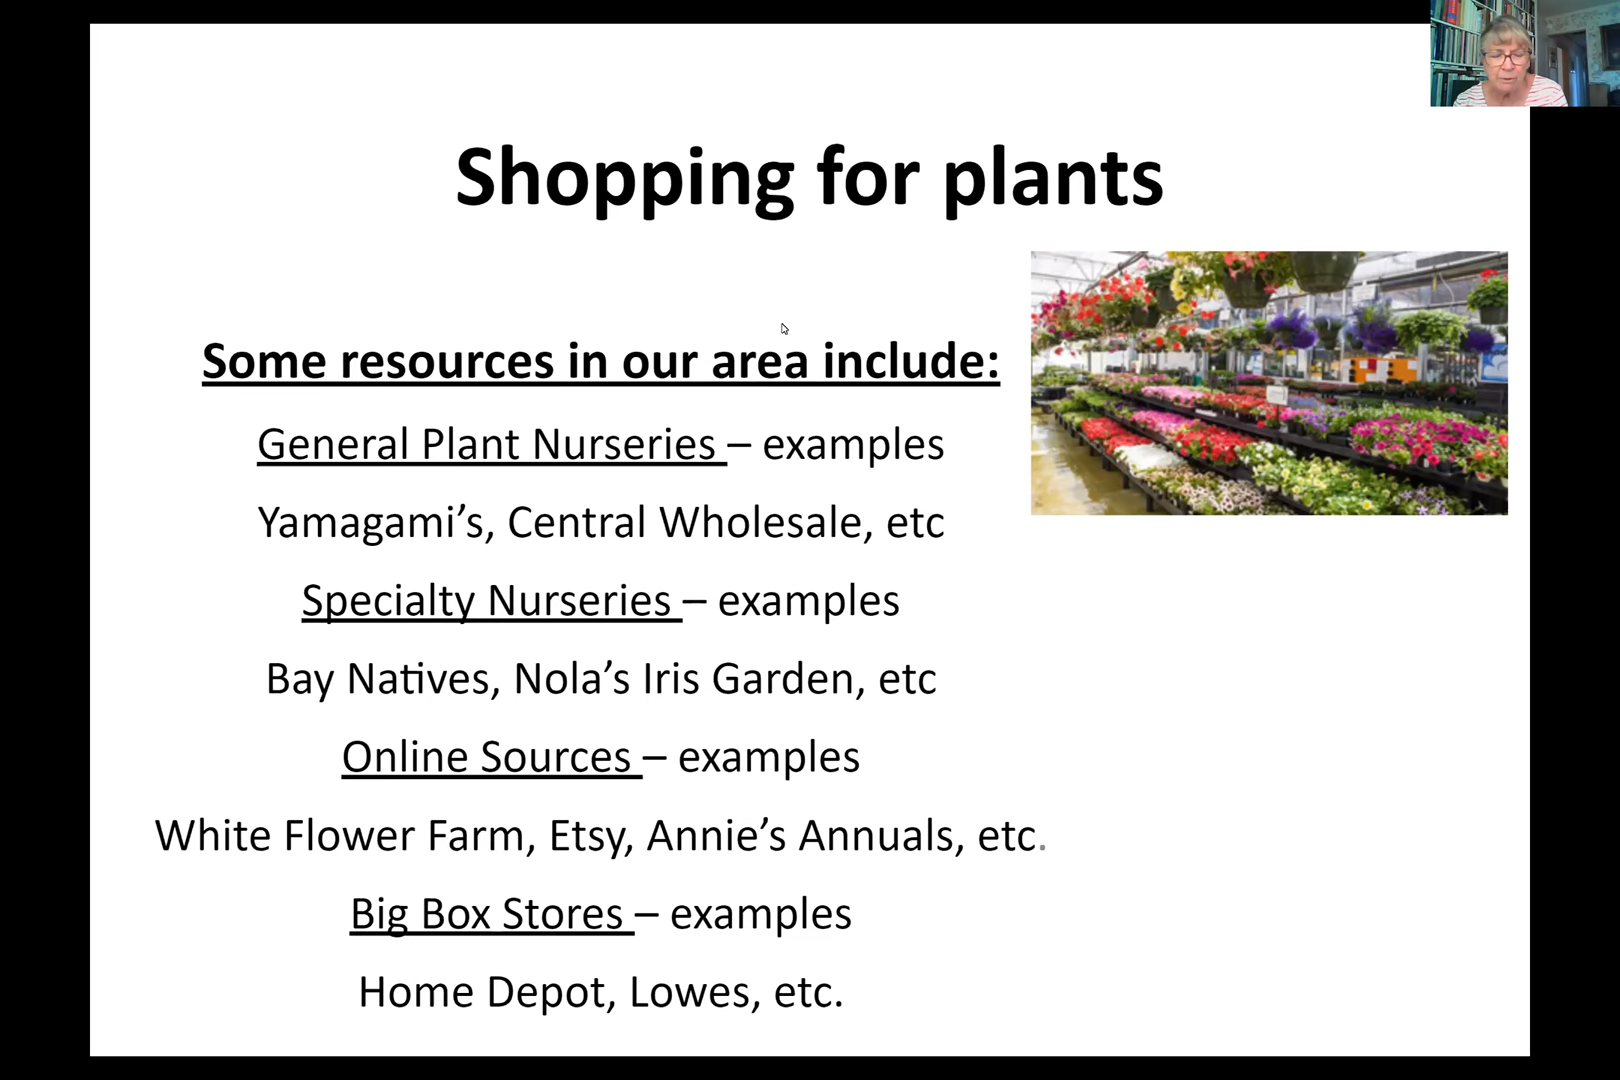 Shopping for plants
Some resources in our area include:
General Plant Nurseries – examples
Yamagami’s, Central Wholesale, etc
Specialty Nurseries – examples
Bay Natives, Nola’s Iris Garden, etc
Online Sources – examples
White Flower Farm, Etsy, Annie’s Annuals, etc.
Big Box Stores – examples
Home Depot, Lowes, etc.